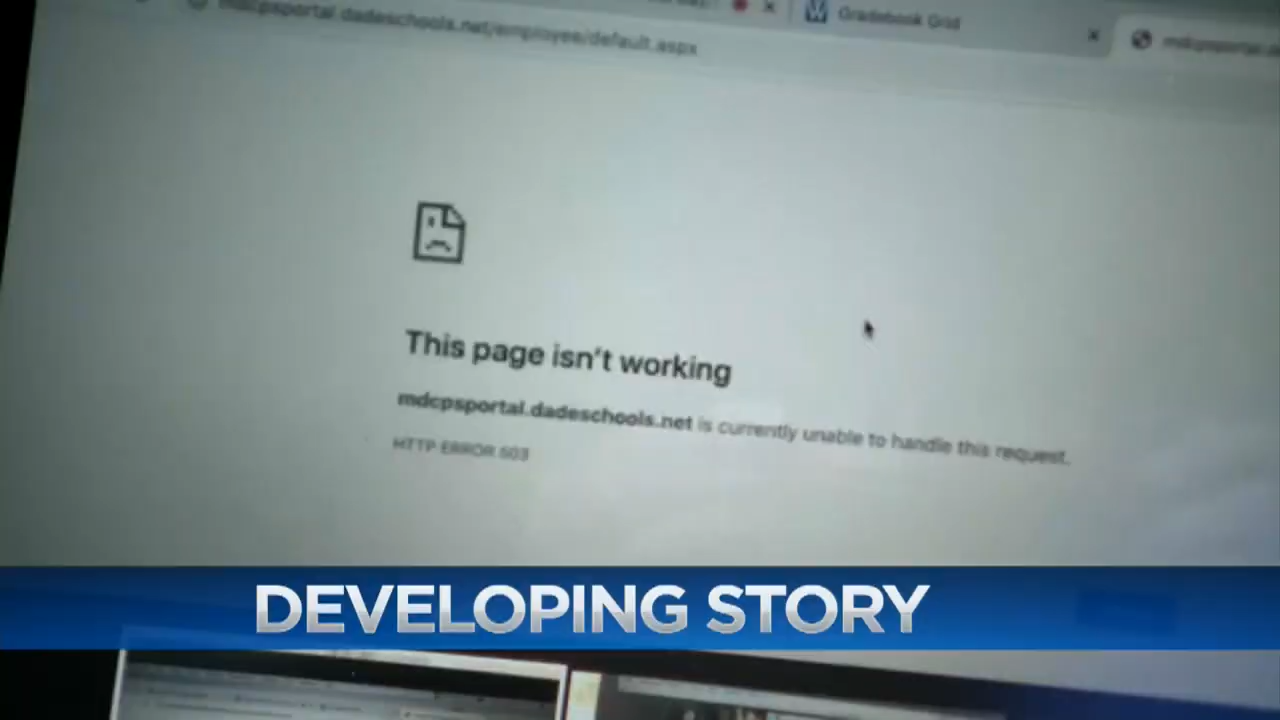 Gradebook Grid
mdcpsportal.dadeschools.net/employee/default.aspx
This page isn't working
mdcpsportal.dadeschools.net is currently unable to handle this request.
HTTP ERROR 503
DEVELOPING STORY